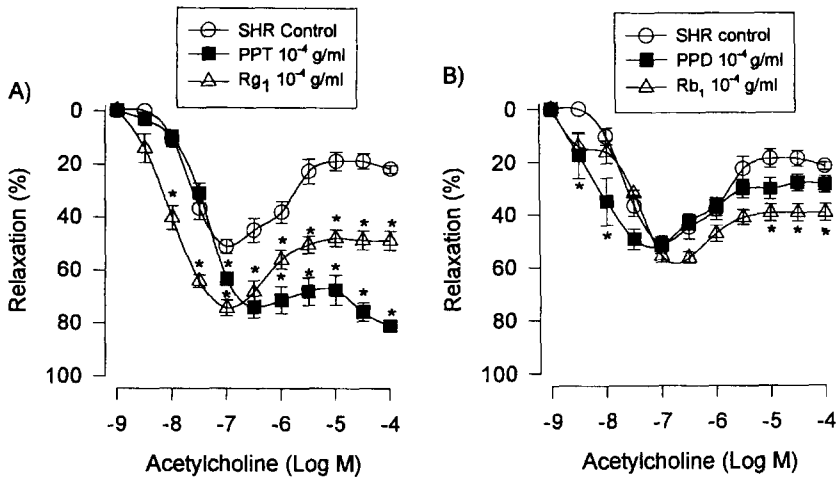 SHR Control
PPT 10⁻⁴ g/ml
Rg₁ 10⁻⁴ g/ml
A)
0
20
40
60
80
100
Relaxation (%)
* * * * * * * * * * * * * *
-9 -8 -7 -6 -5 -4
Acetylcholine (Log M)
SHR control
PPD 10⁻⁴ g/ml
Rb₁ 10⁻⁴ g/ml
B)
0
20
40
60
80
100
Relaxation (%)
* * * * * *
-9 -8 -7 -6 -5 -4
Acetylcholine (Log M)